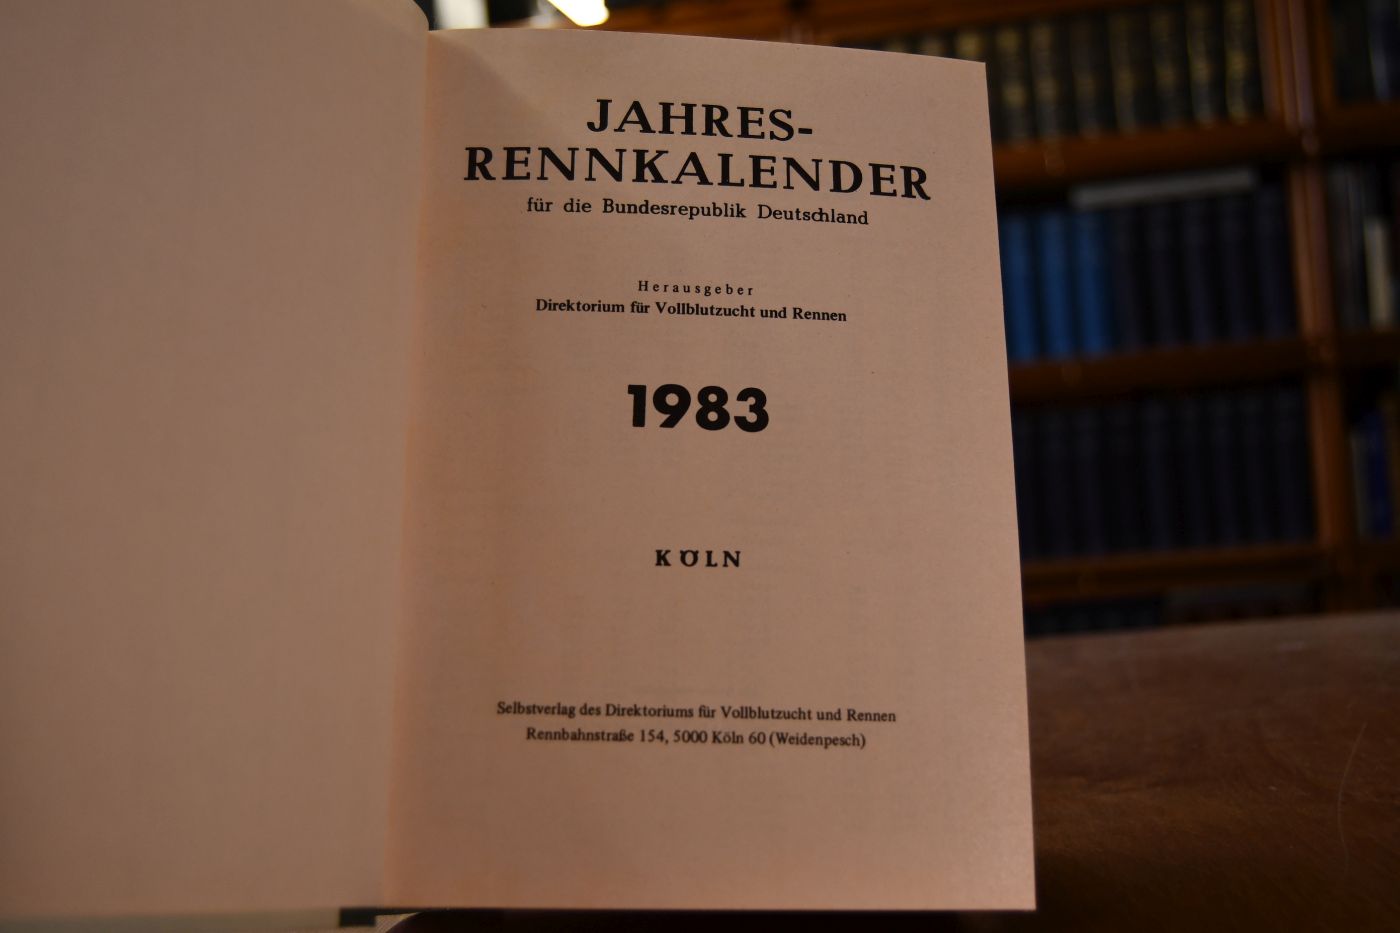 JAHRES-
RENNKALENDER
für die Bundesrepublik Deutschland
Herausgeber
Direktorium für Vollblutzucht und Rennen
1983
KÖLN
Selbstverlag des Direktoriums für Vollblutzucht und Rennen
Rennbahnstraße 154, 5000 Köln 60 (Weidenpesch)